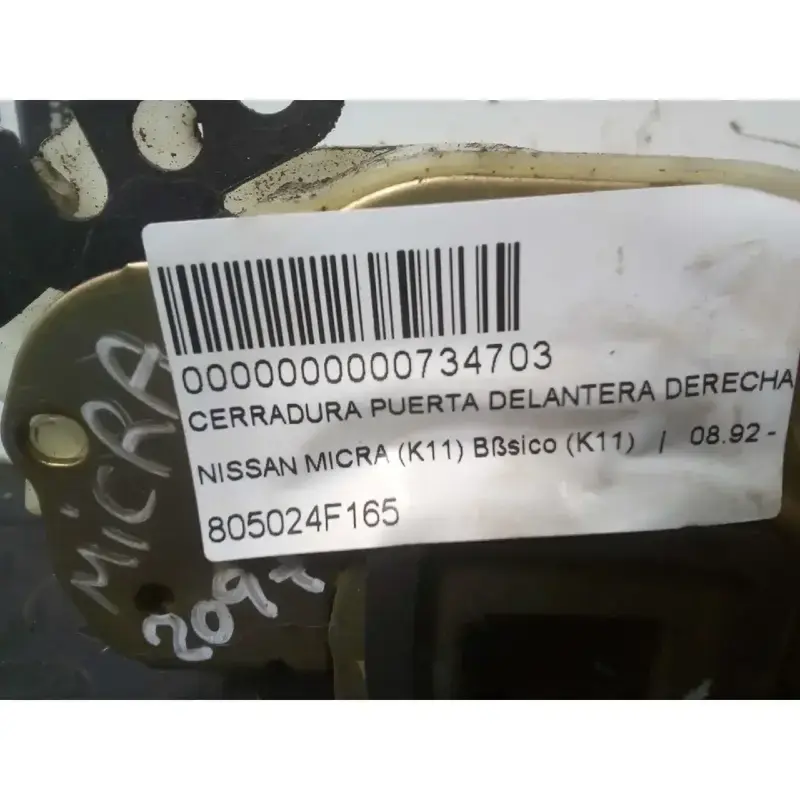 0000000000734703
CERRADURA PUERTA DELANTERA DERECHA
NISSAN MICRA (K11) Bßsico (K11) | 08.92 -
805024F165
MICRA